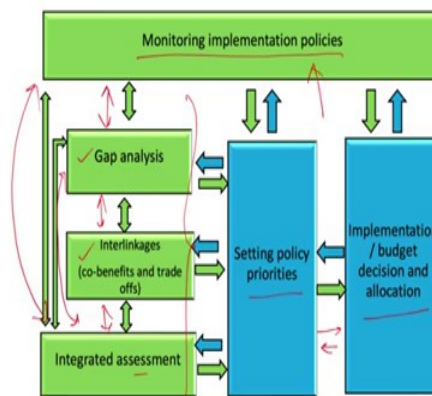 Monitoring implementation policies
Gap analysis
Interlinkages
(co-benefits and trade
offs)
Integrated assessment
Setting policy
priorities
Implementation
/ budget
decision and
allocation